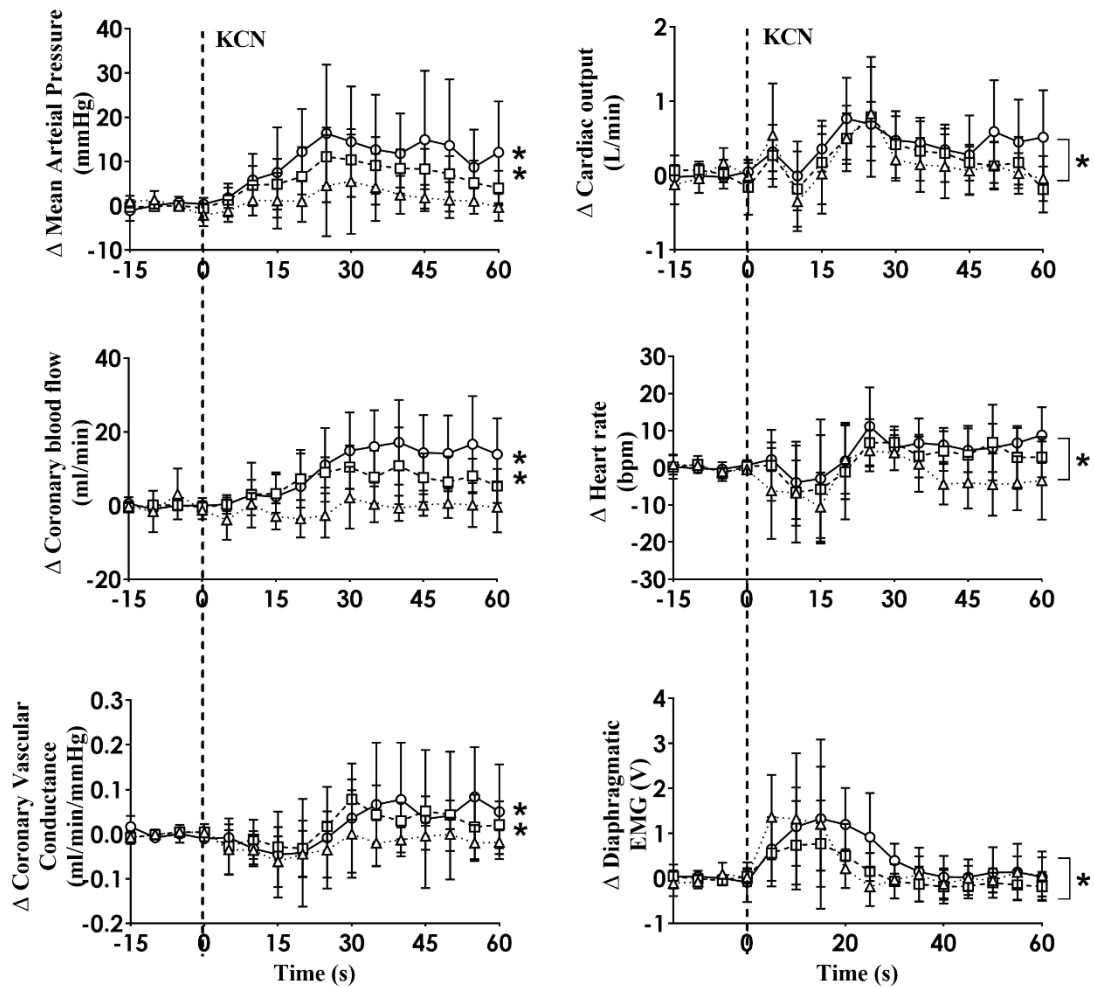 KCN
Δ Mean Arteial Pressure
(mmHg)
20
10
0
-10
-15 0 15 30 45 60
*
*
KCN
Δ Cardiac output
(L/min)
2
1
0
-1
-15 0 15 30 45 60
*
Δ Coronary blood flow
(ml/min)
40
20
0
-20
-15 0 15 30 45 60
*
*
Δ Heart rate
(bpm)
30
20
10
0
-10
-20
-30
-15 0 15 30 45 60
*
Δ Coronary Vascular
Conductance
(ml/min/mmHg)
0.3
0.2
0.1
0.0
-0.1
-0.2
-15 0 15 30 45 60
*
*
Time (s)
Δ Diaphragmatic
EMG (V)
4
3
2
1
0
-1
0 20 40 60
*
Time (s)